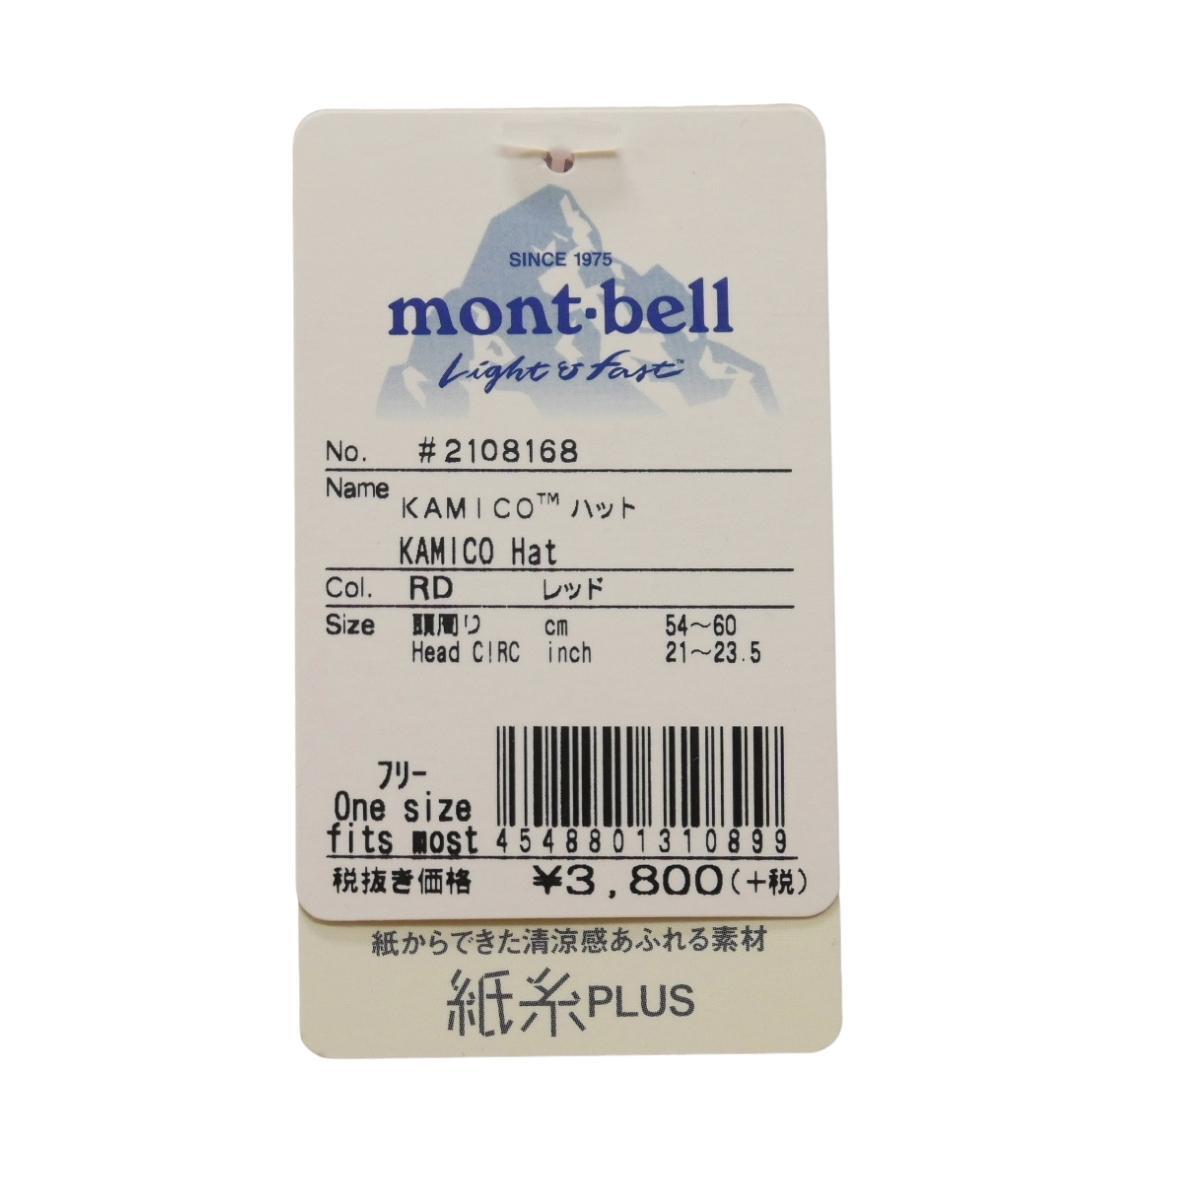 SINCE 1975
mont-bell
Light & Fast™
No. #2108168
Name KAMICO™ ハット
KAMICO Hat
Col. RD レッド
Size 頭周り cm 54〜60
Head C!RC inch 21〜23.5
フリー
One size
fits most
4548801310899
税抜き価格 ¥3,800(+税)
紙からできた清涼感あふれる素材
紙糸PLUS